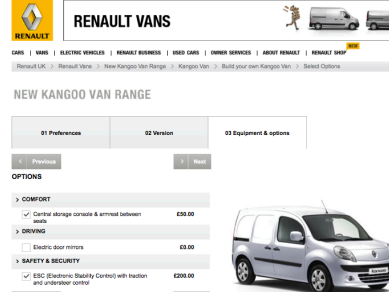 RENAULT
RENAULT VANS
CARS | VANS | ELECTRIC VEHICLES | RENAULT BUSINESS | USED CARS | OWNER SERVICES | ABOUT RENAULT | RENAULT SHOP NEW
Renault UK > Renault Vans > New Kangoo Van Range > Kangoo Van > Build your own Kangoo Van > Select Options
NEW KANGOO VAN RANGE
01 Preferences 02 Version 03 Equipment & options
< Previous > Next
OPTIONS
> COMFORT
Central storage console & armrest between £50.00
seats
> DRIVING
Electric door mirrors £0.00
> SAFETY & SECURITY
ESC (Electronic Stability Control) with traction £200.00
and understeer control